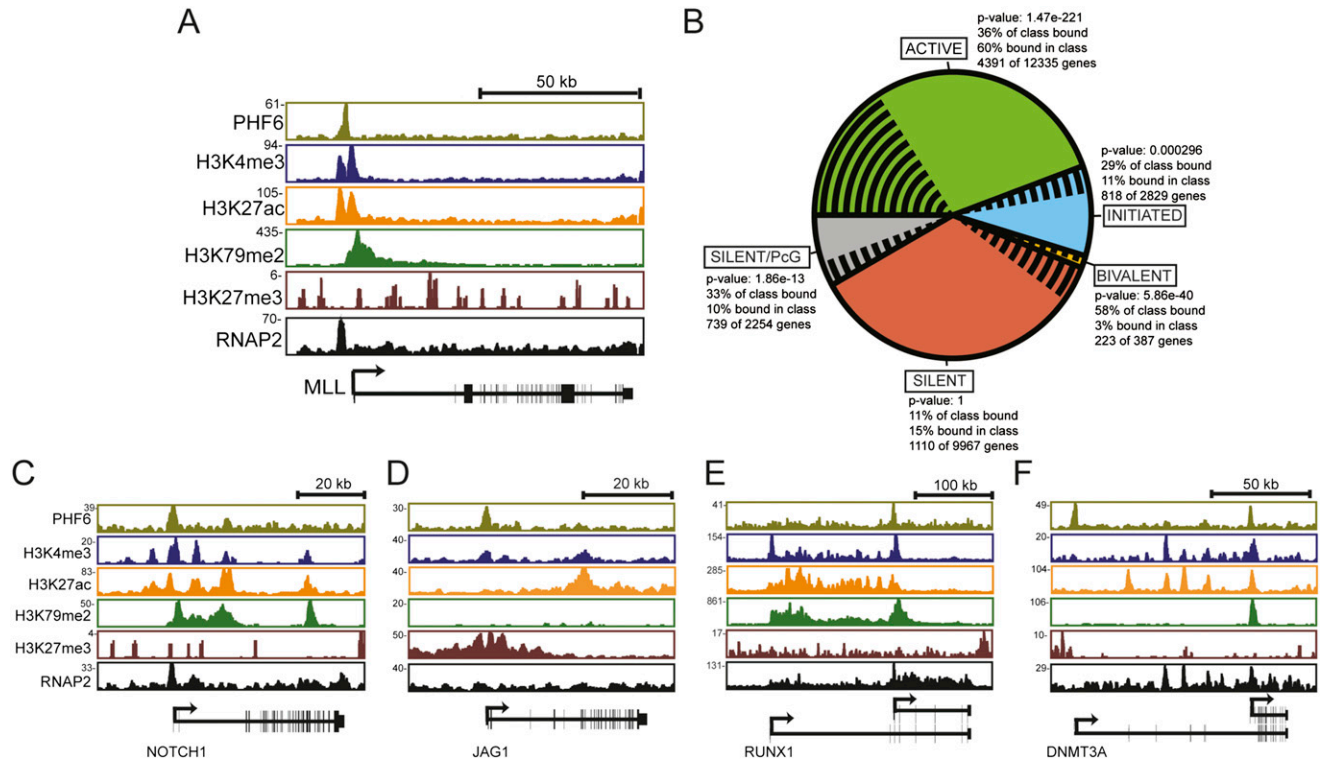 A
50 kb
61-
PHF6
94-
H3K4me3
105-
H3K27ac
435-
H3K79me2
6-
H3K27me3
70-
RNAP2
MLL
B
p-value: 1.47e-221
36% of class bound
60% bound in class
4391 of 12335 genes
ACTIVE
p-value: 0.000296
29% of class bound
11% bound in class
818 of 2829 genes
INITIATED
BIVALENT
p-value: 5.86e-40
58% of class bound
3% bound in class
223 of 387 genes
SILENT/PcG
p-value: 1.86e-13
33% of class bound
10% bound in class
739 of 2254 genes
SILENT
p-value: 1
11% of class bound
15% bound in class
1110 of 9967 genes
C
20 kb
39-
PHF6
20-
H3K4me3
83-
H3K27ac
50-
H3K79me2
4-
H3K27me3
33-
RNAP2
NOTCH1
D
20 kb
30-
40-
40-
20-
50-
40-
JAG1
E
100 kb
41-
154-
285-
861-
17-
131-
RUNX1
F
50 kb
49-
20-
104-
106-
10-
29-
DNMT3A